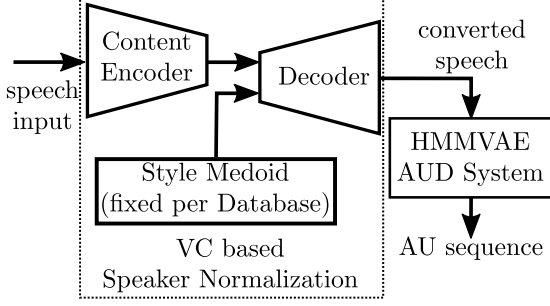 speech
input
Content
Encoder
Decoder
Style Medoid
(fixed per Database)
VC based
Speaker Normalization
converted
speech
HMMVAE
AUD System
AU sequence